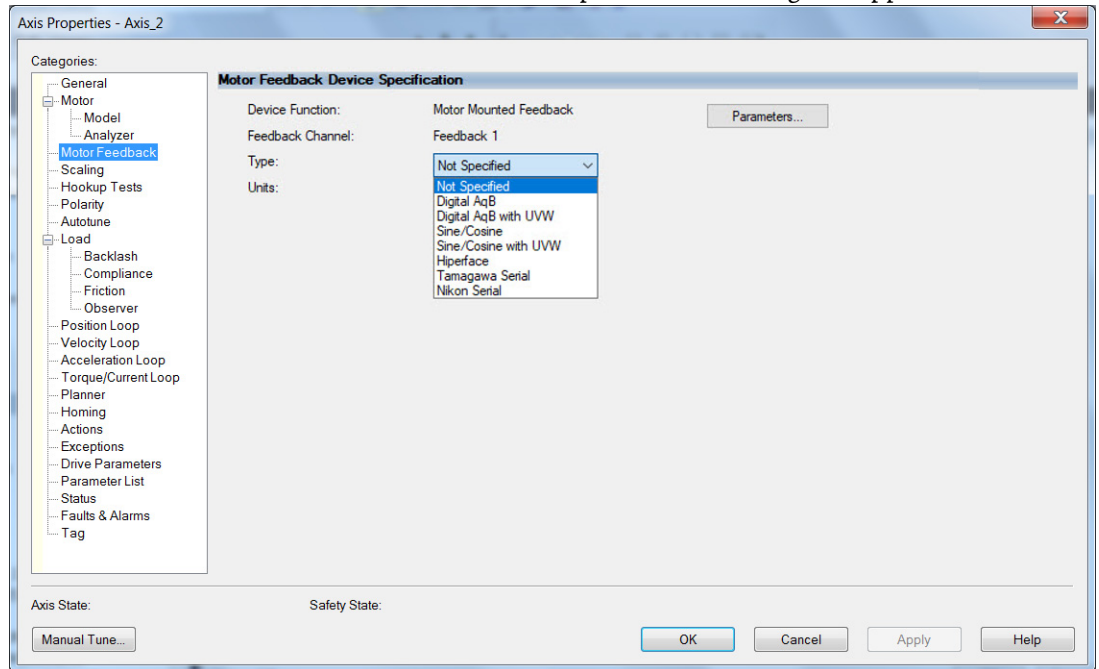 Axis Properties - Axis_2
X
Categories:
General
Motor
Model
Analyzer
Motor Feedback
Scaling
Hookup Tests
Polarity
Autotune
Load
Backlash
Compliance
Friction
Observer
Position Loop
Velocity Loop
Acceleration Loop
Torque/Current Loop
Planner
Homing
Actions
Exceptions
Drive Parameters
Parameter List
Status
Faults & Alarms
Tag
Motor Feedback Device Specification
Device Function: Motor Mounted Feedback
Parameters...
Feedback Channel: Feedback 1
Type: Not Specified
Units:
Not Specified
Digital AqB
Digital AqB with UVW
Sine/Cosine
Sine/Cosine with UVW
Hiperface
Tamagawa Serial
Nikon Serial
Axis State: Safety State:
Manual Tune... OK Cancel Apply Help